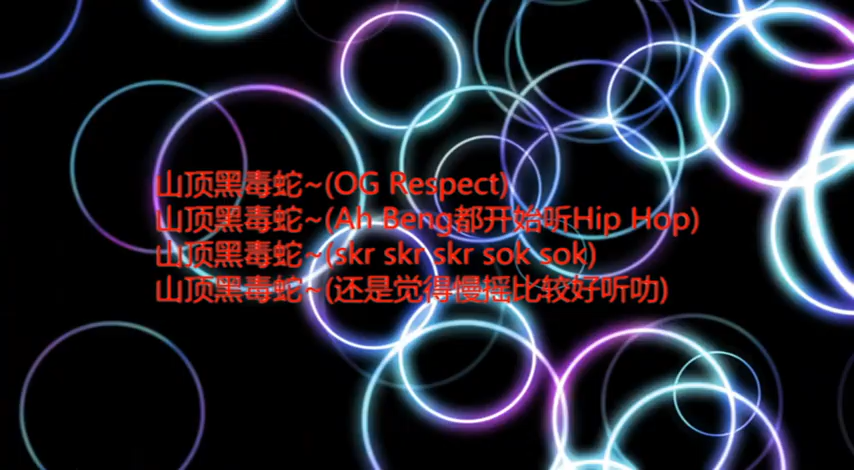 山顶黑毒蛇~(OG Respect)
山顶黑毒蛇~(Ah Beng都开始听Hip Hop)
山顶黑毒蛇~(skr skr skr sok sok)
山顶黑毒蛇~(还是觉得慢摇比较好听叻)